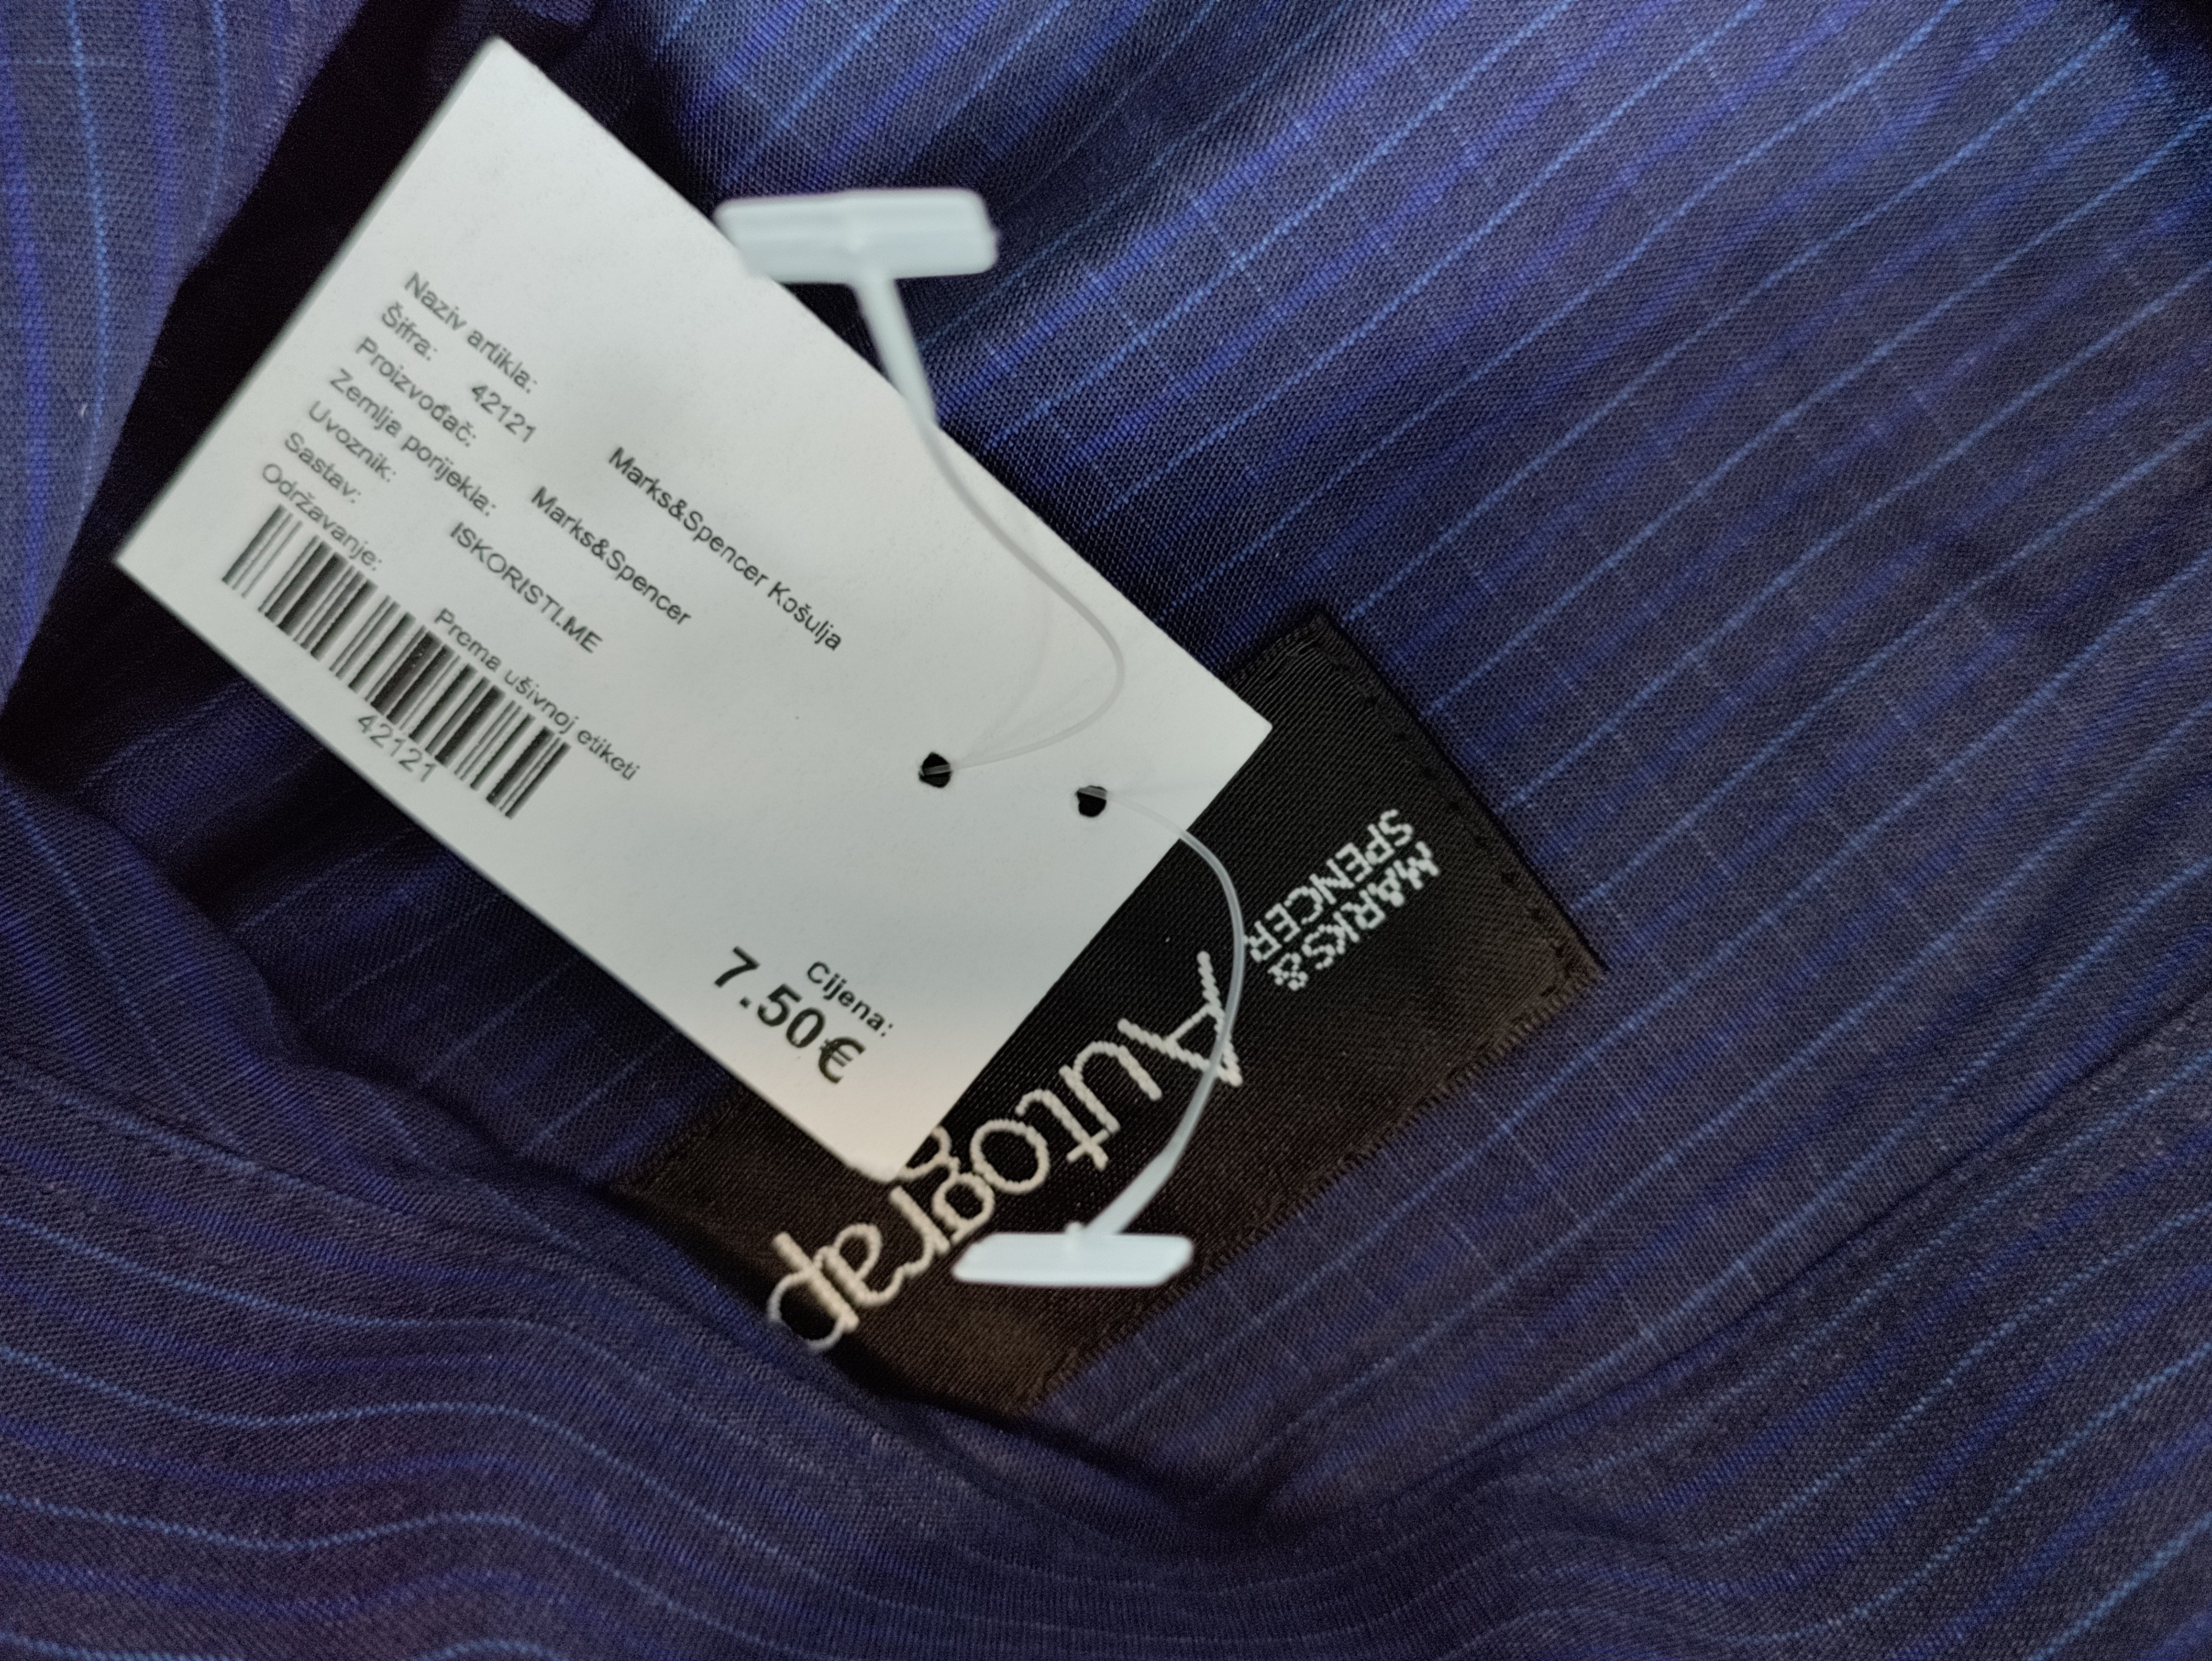 Naziv artikla: Marks&Spencer Košulja
Šifra: 42121
Proizvođač: Marks&Spencer
Zemlja porijekla:
Uvoznik: ISKORISTI.ME
Sastav:
Održavanje: Prema ušivnoj etiketi
42121
Cijena:
7.50€
MARKS&
SPENCER
Autograp